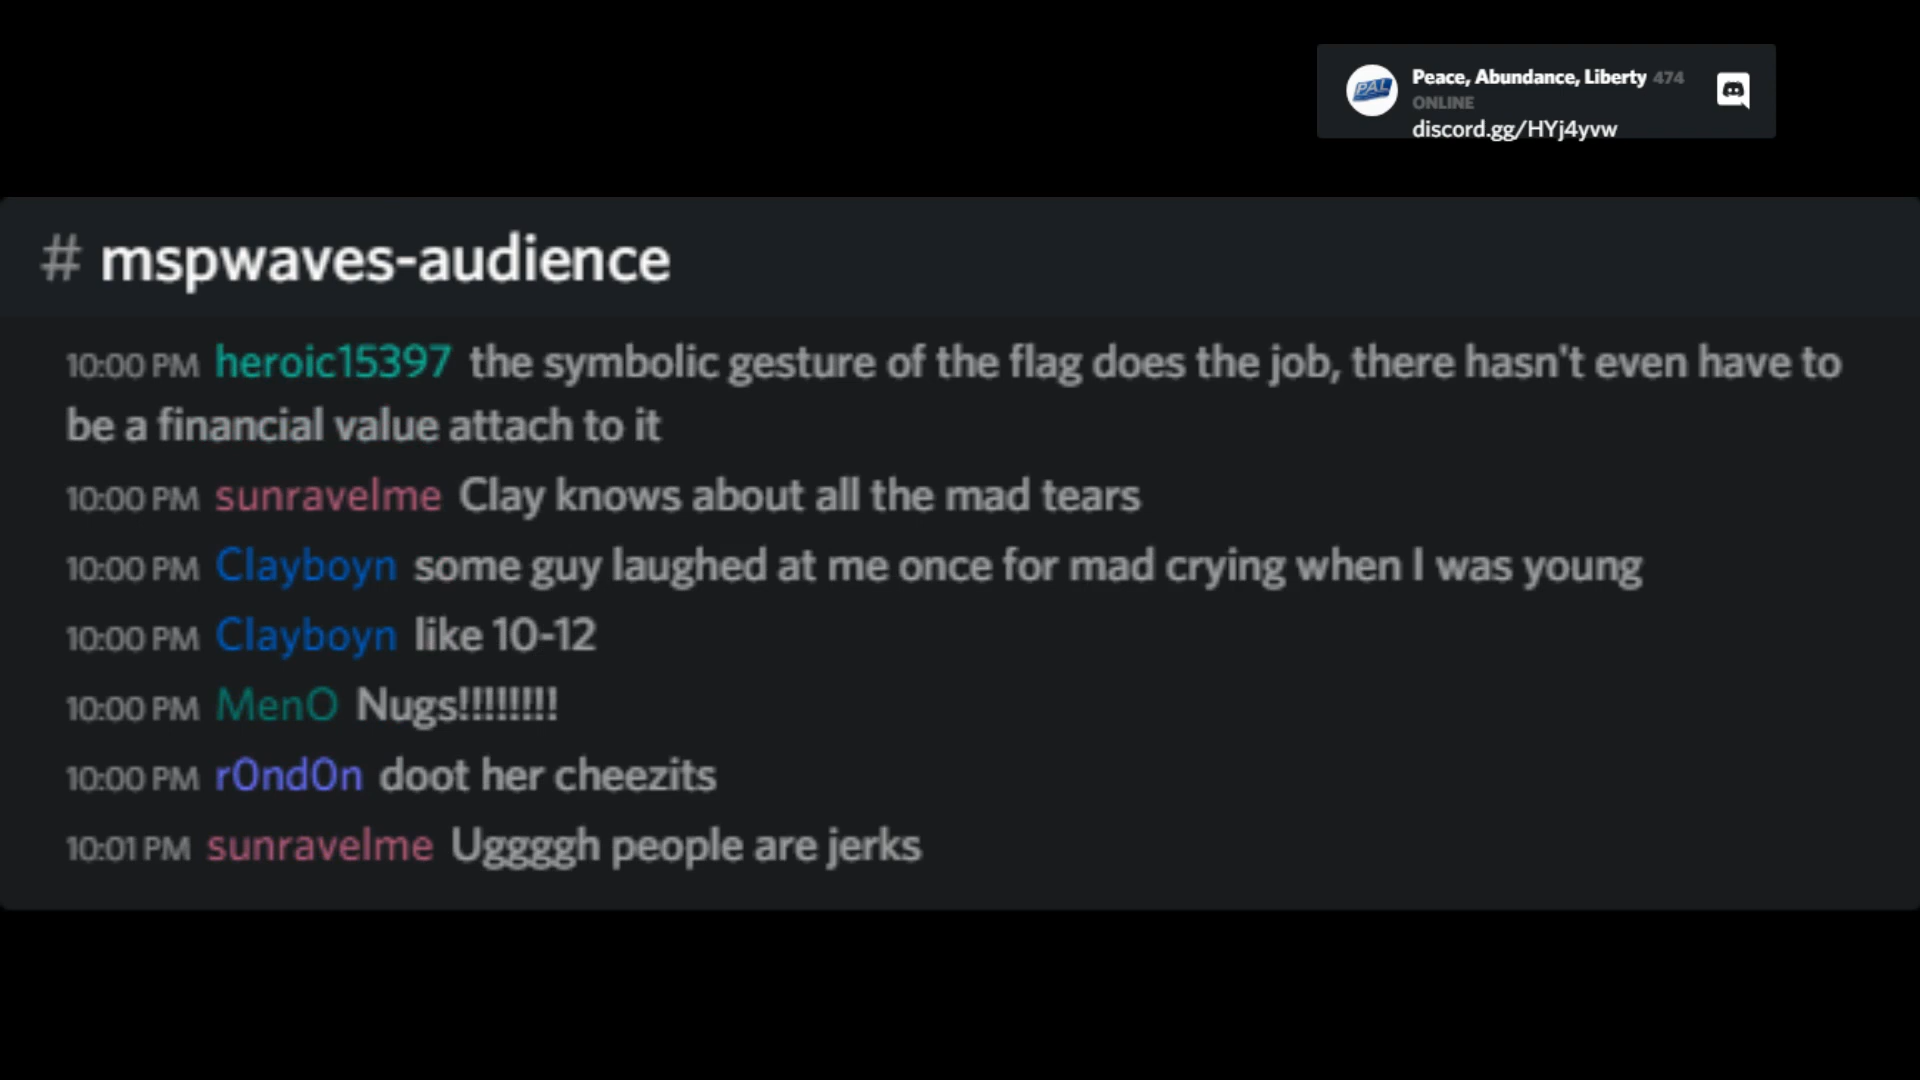 Peace, Abundance, Liberty 474
PAL
ONLINE
discord.gg/HYj4yvw
# mspwaves-audience
10:00 PM heroic15397 the symbolic gesture of the flag does the job, there hasn't even have to
be a financial value attach to it
10:00 PM sunravelme Clay knows about all the mad tears
10:00 PM Clayboyn some guy laughed at me once for mad crying when I was young
10:00 PM Clayboyn like 10-12
10:00 PM MenO Nugs!!!!!!!!!
10:00 PM r0nd0n doot her cheezits
10:01 PM sunravelmeУggggh people are jerks